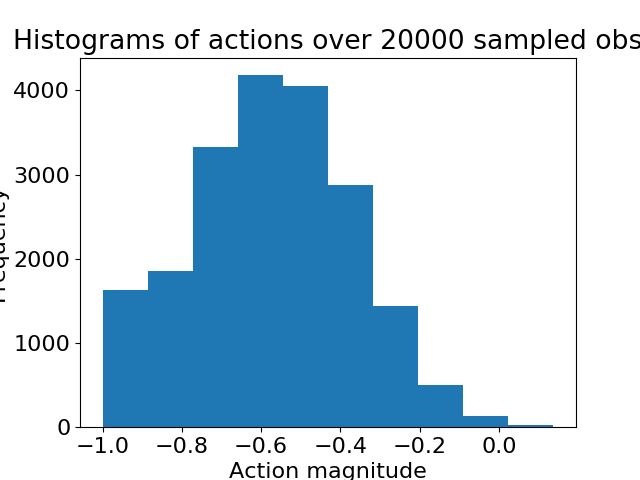 Histograms of actions over 20000 sampled obs
4000
3000
2000
1000
0
Frequency
−1.0 −0.8 −0.6 −0.4 −0.2 0.0
Action magnitude